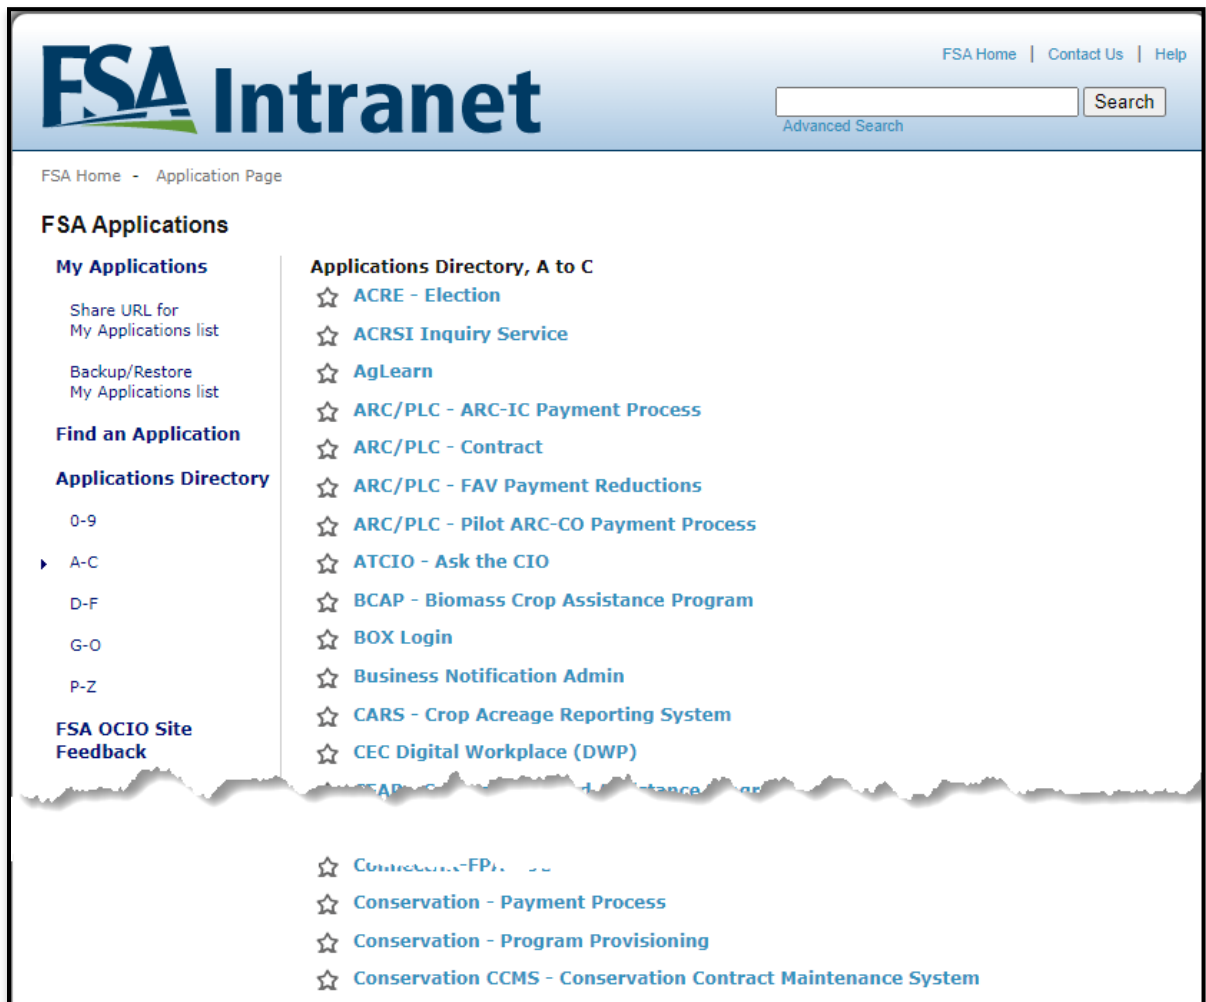 FSA Intranet
FSA Home | Contact Us | Help
Search
Advanced Search
FSA Home - Application Page
FSA Applications
My Applications
Share URL for
My Applications list
Backup/Restore
My Applications list
Find an Application
Applications Directory
0-9
A-C
D-F
G-O
P-Z
FSA OCIO Site
Feedback
Applications Directory, A to C
ACRE - Election
ACRSI Inquiry Service
AgLearn
ARC/PLC - ARC-IC Payment Process
ARC/PLC - Contract
ARC/PLC - FAV Payment Reductions
ARC/PLC - Pilot ARC-CO Payment Process
ATCIO - Ask the CIO
BCAP - Biomass Crop Assistance Program
BOX Login
Business Notification Admin
CARS - Crop Acreage Reporting System
CEC Digital Workplace (DWP)
Conservation - Payment Process
Conservation - Program Provisioning
Conservation CCMS - Conservation Contract Maintenance System